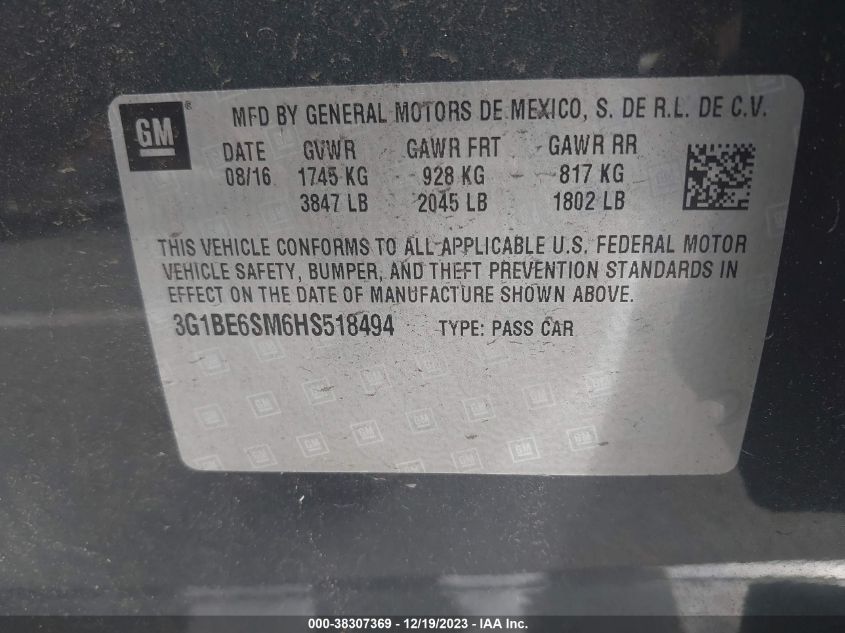 GM ® MFD BY GENERAL MOTORS DE MEXICO, S. DE R.L. DE C.V.
DATE GVWR GAWR FRT GAWR RR
08/16 1745 KG 928 KG 817 KG
3847 LB 2045 LB 1802 LB
THIS VEHICLE CONFORMS TO ALL APPLICABLE U.S. FEDERAL MOTOR
VEHICLE SAFETY, BUMPER, AND THEFT PREVENTION STANDARDS IN
EFFECT ON THE DATE OF MANUFACTURE SHOWN ABOVE.
3G1BE6SM6HS518494 TYPE: PASS CAR
000-38307369 - 12/19/2023 - IAA Inc.